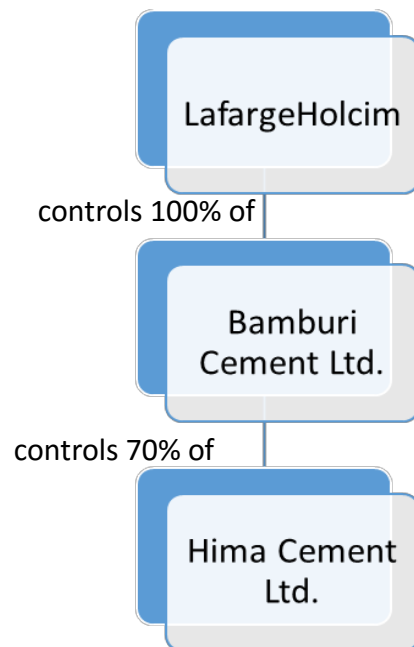 LafargeHolcim
controls 100% of
Bamburi
Cement Ltd.
controls 70% of
Hima Cement
Ltd.